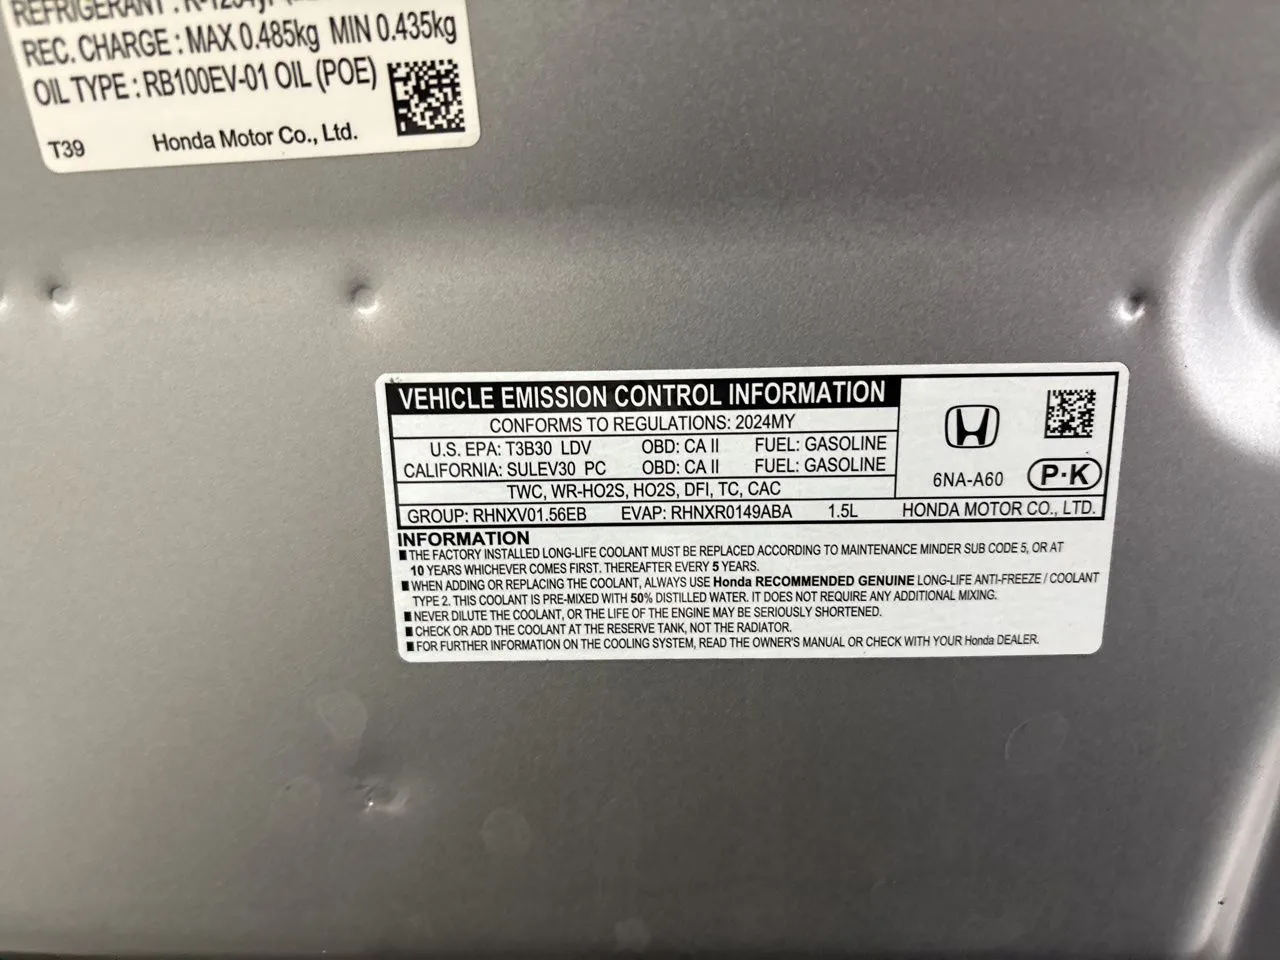 REFRIGERANT : R-1234yf
REC. CHARGE : MAX 0.485kg MIN 0.435kg
OIL TYPE : RB100EV-01 OIL (POE)
T39 Honda Motor Co., Ltd.
VEHICLE EMISSION CONTROL INFORMATION
CONFORMS TO REGULATIONS: 2024MY
U.S. EPA: T3B30 LDV OBD: CA II FUEL: GASOLINE
CALIFORNIA: SULEV30 PC OBD: CA II FUEL: GASOLINE
TWC, WR-HO2S, HO2S, DFI, TC, CAC
6NA-A60 P·K
GROUP: RHNXV01.56EB EVAP: RHNXR0149ABA 1.5L HONDA MOTOR CO., LTD.
INFORMATION
■ THE FACTORY INSTALLED LONG-LIFE COOLANT MUST BE REPLACED ACCORDING TO MAINTENANCE MINDER SUB CODE 5, OR AT
10 YEARS WHICHEVER COMES FIRST. THEREAFTER EVERY 5 YEARS.
■ WHEN ADDING OR REPLACING THE COOLANT, ALWAYS USE Honda RECOMMENDED GENUINE LONG-LIFE ANTI-FREEZE / COOLANT
TYPE 2. THIS COOLANT IS PRE-MIXED WITH 50% DISTILLED WATER. IT DOES NOT REQUIRE ANY ADDITIONAL MIXING.
■ NEVER DILUTE THE COOLANT, OR THE LIFE OF THE ENGINE MAY BE SERIOUSLY SHORTENED.
■ CHECK OR ADD THE COOLANT AT THE RESERVE TANK, NOT THE RADIATOR.
■ FOR FURTHER INFORMATION ON THE COOLING SYSTEM, READ THE OWNER'S MANUAL OR CHECK WITH YOUR Honda DEALER.